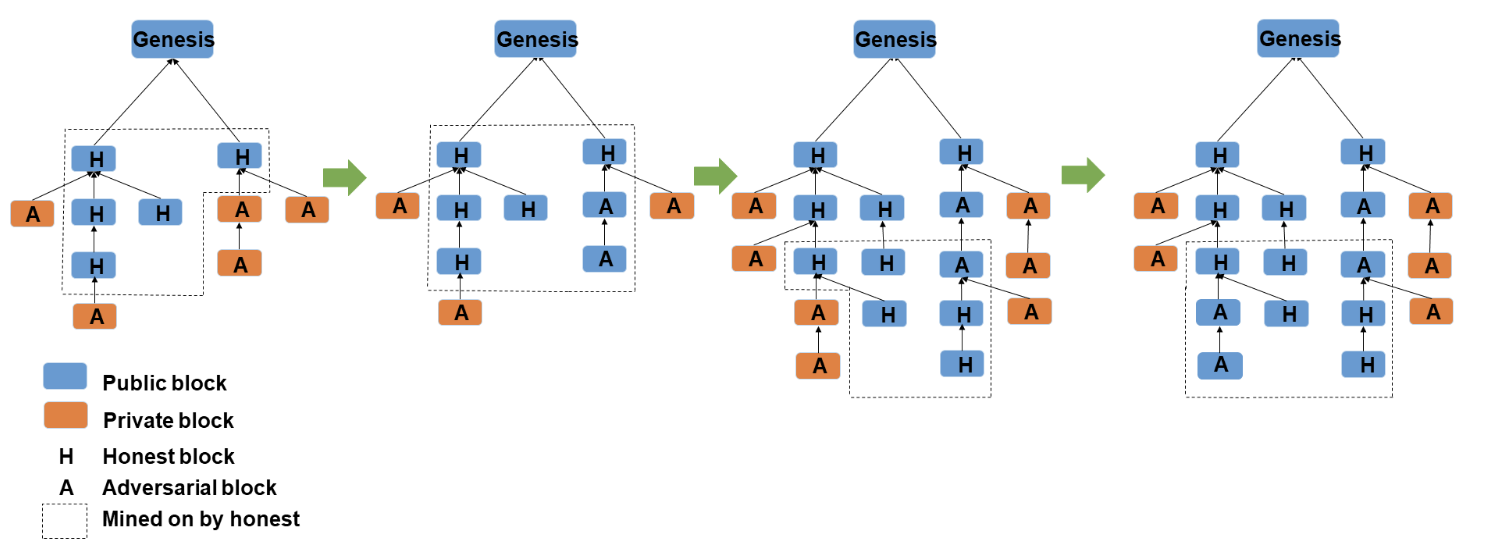 Genesis Genesis Genesis Genesis
H H H H H H H H
A H H A A A H H A A A H H A A A H H A A
H A H A A H H A A A H H A A
A A A H H A A H H A
A H A H
Public block
Private block
H Honest block
A Adversarial block
Mined on by honest